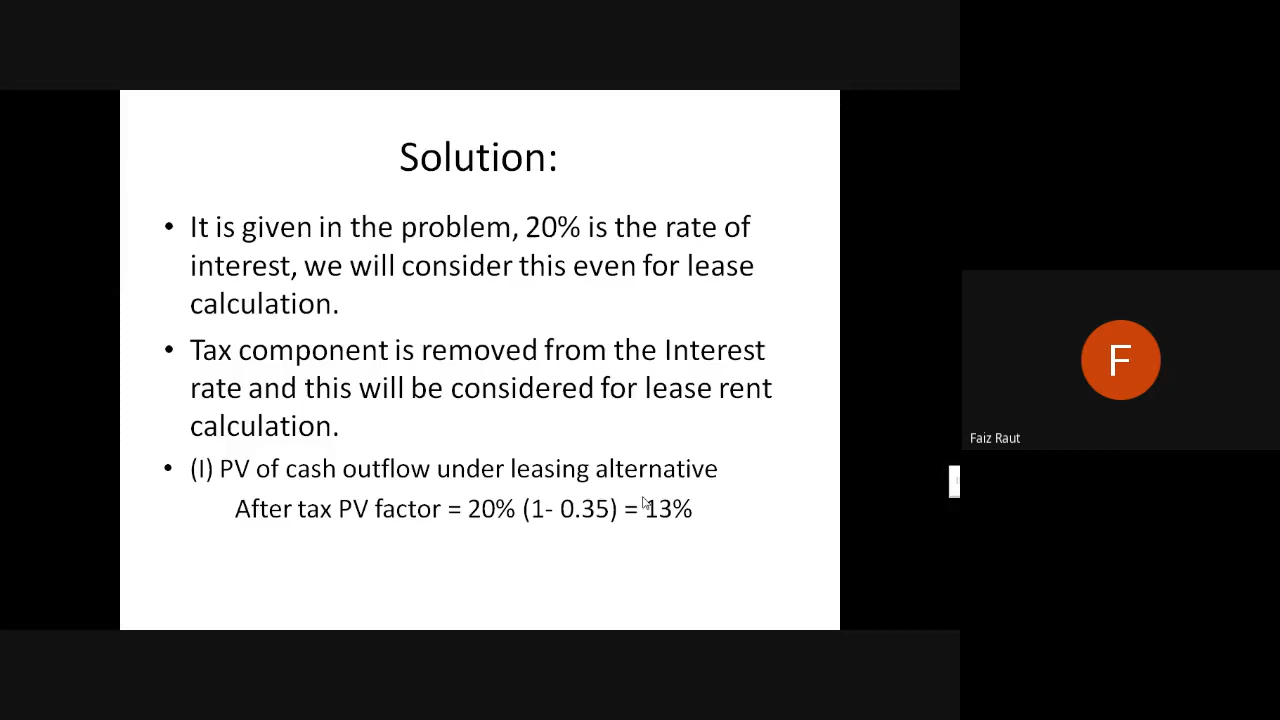 Solution:
• It is given in the problem, 20% is the rate of
interest, we will consider this even for lease
calculation.
• Tax component is removed from the Interest
rate and this will be considered for lease rent
calculation.
• (I) PV of cash outflow under leasing alternative
After tax PV factor = 20% (1- 0.35) = 13%
F
Faiz Raut